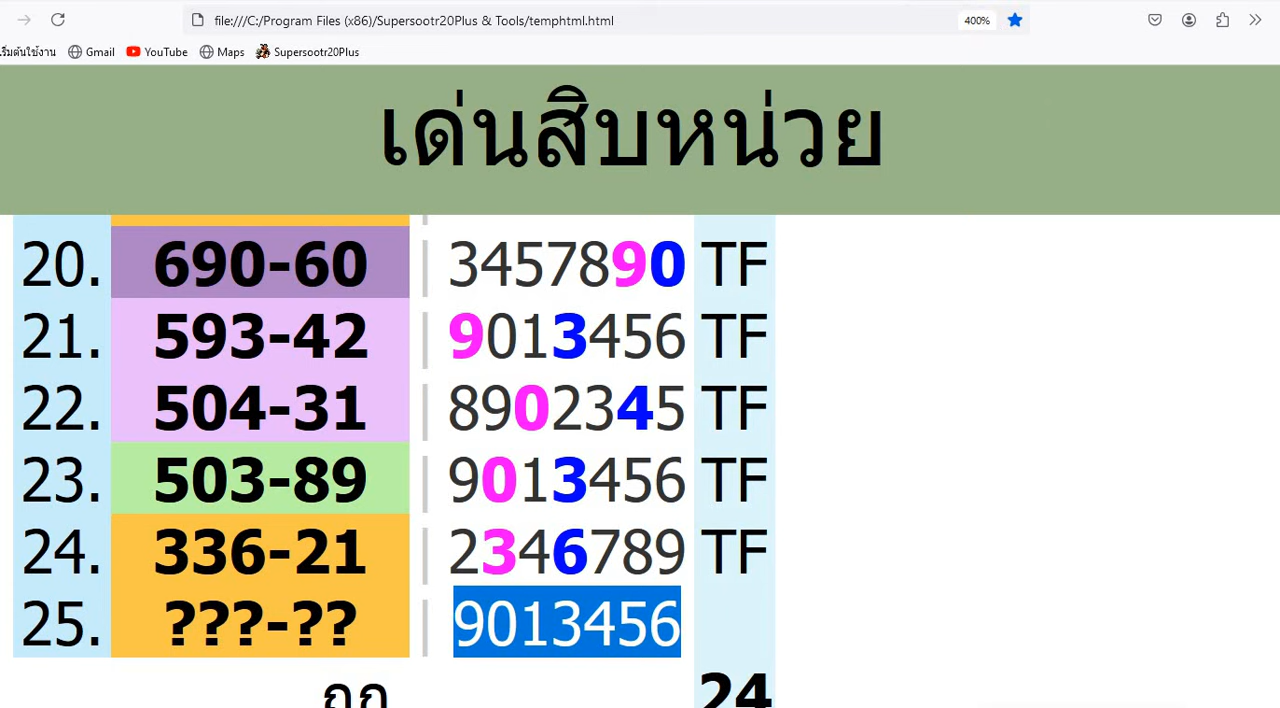 file:///C:/Program Files (x86)/Supersootr20Plus & Tools/temphtml.html 400%
เริ่มต้นใช้งาน Gmail YouTube Maps Supersootr20Plus
เด่นสิบหน่วย
20. 690-60 3457890 TF
21. 593-42 9013456 TF
22. 504-31 8902345 TF
23. 503-89 9013456 TF
24. 336-21 2346789 TF
25. ???-?? 9013456
ถูก 24